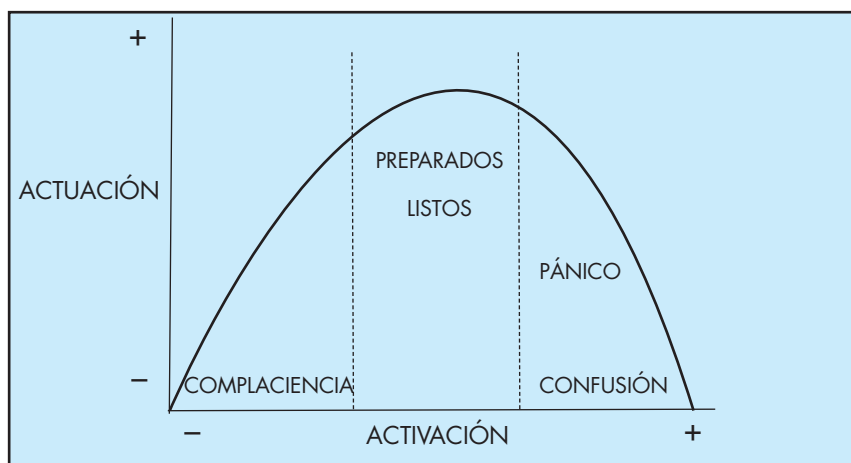 +
PREPARADOS
ACTUACIÓN
LISTOS
PÁNICO
−
COMPLACIENCIA
CONFUSIÓN
− ACTIVACIÓN +